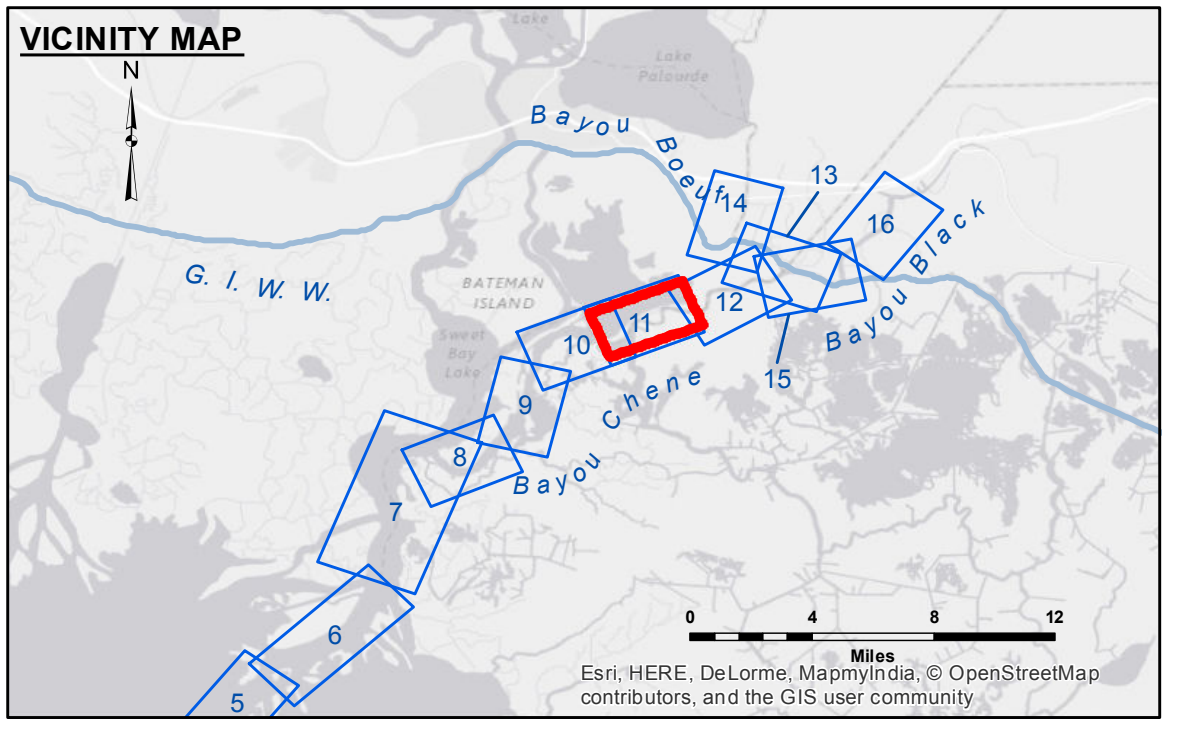 VICINITY MAP
N
Lake
Lake
Palourde
Bayou
Boeuf
13
14
16
G. I. W. W.
BATEMAN
ISLAND
Bayou Black
12
11
10
Sweet
Bay
Lake
15
9
Bayou Chene
8
7
6
5
0 4 8 12
Miles
Esri, HERE, DeLorme, MapmyIndia, © OpenStreetMap
contributors, and the GIS user community